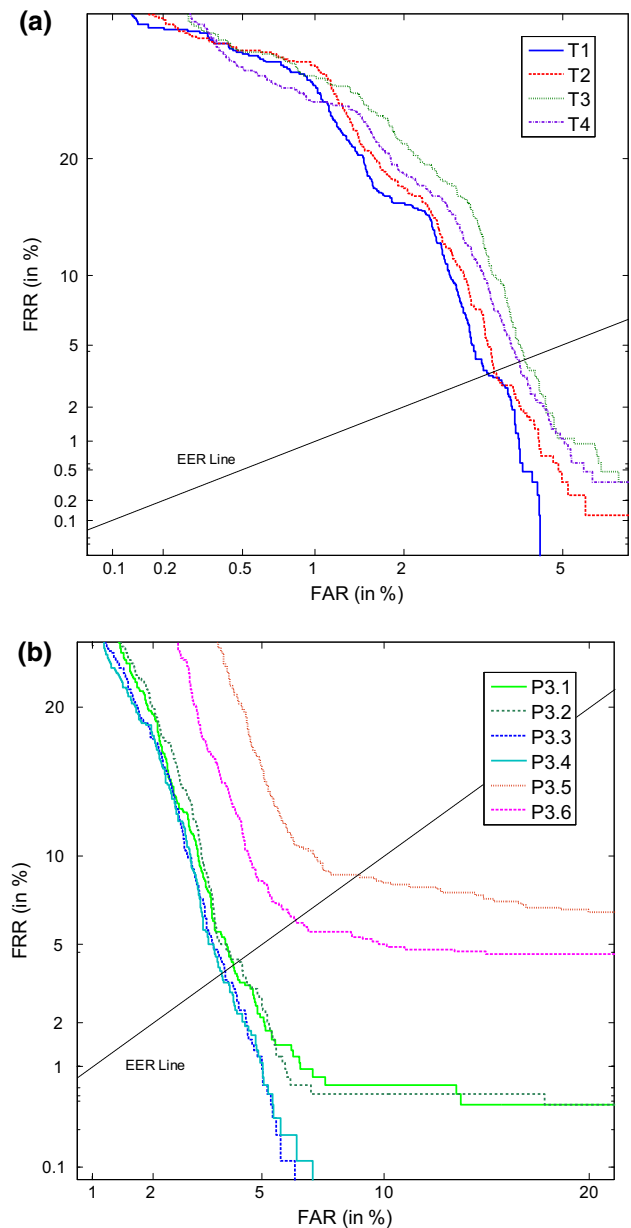 (a)
T1
T2
T3
T4
20
10
5
2
1
0.5
0.2
0.1
FRR (in %)
EER Line
0.1
0.2
0.5
1
2
5
FAR (in %)
(b)
P3.1
P3.2
P3.3
P3.4
P3.5
P3.6
20
10
5
2
1
0.1
FRR (in %)
EER Line
1
2
5
10
20
FAR (in %)